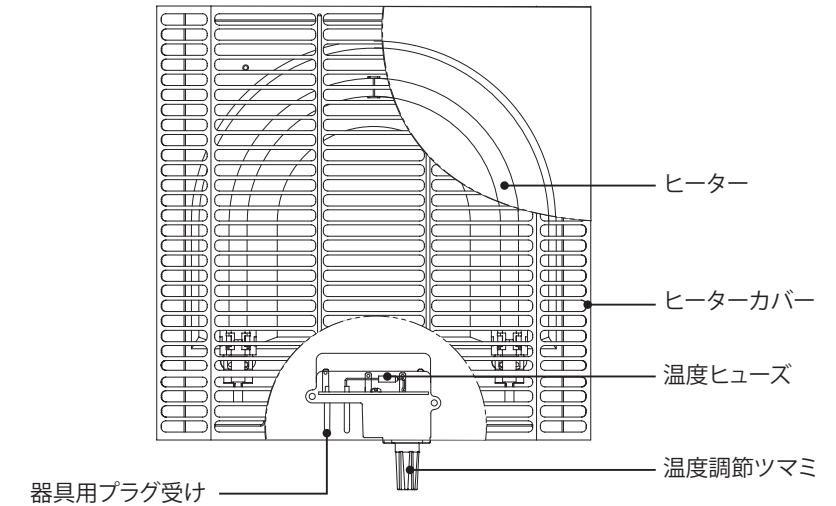 ヒーター
ヒーターカバー
温度ヒューズ
温度調節ツマミ
器具用プラグ受け